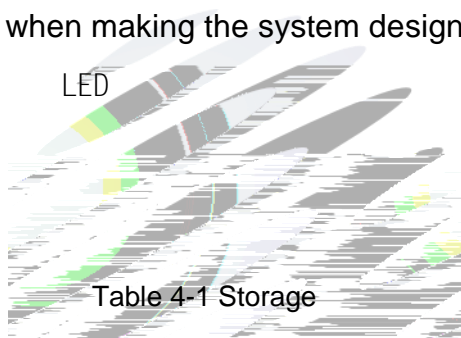 when making the system design
LED
Table 4-1 Storage